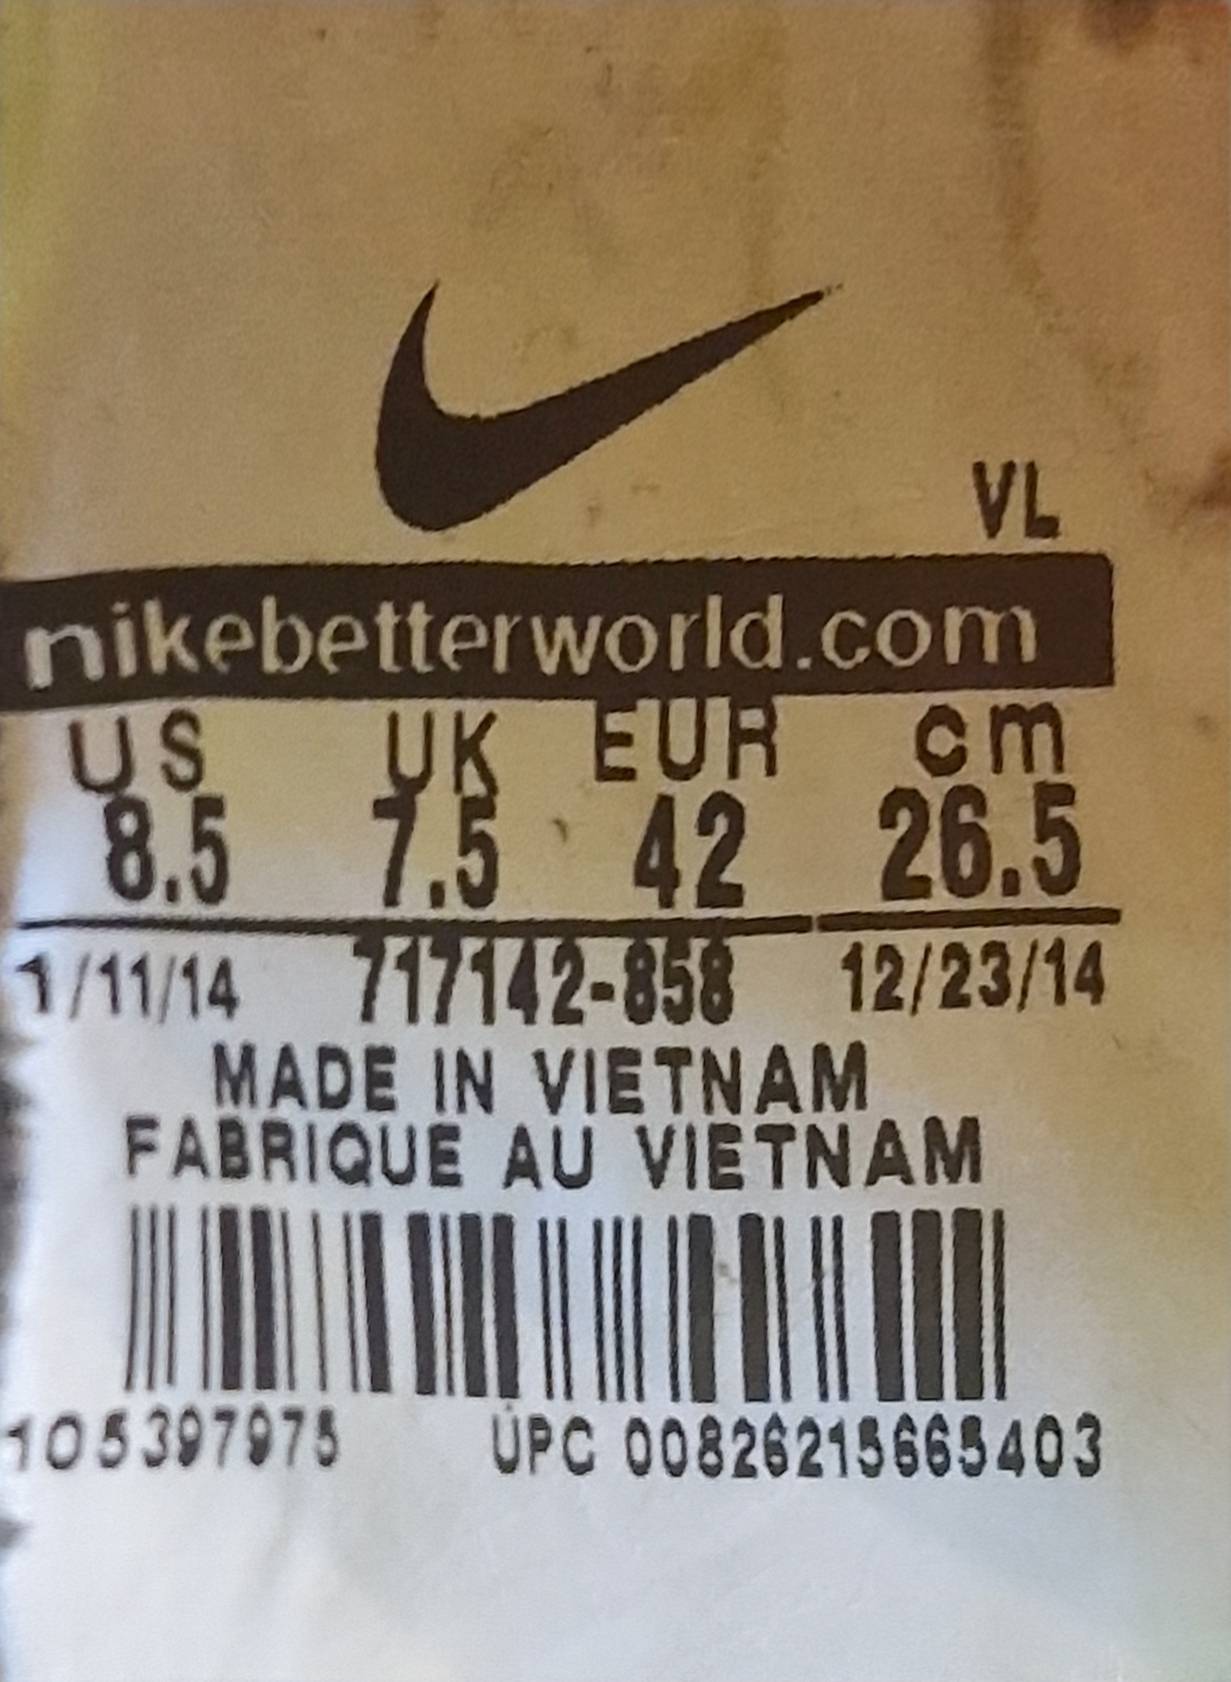 VL
nikebetterworld.com
US UK EUR cm
8.5 7.5 42 26.5
1/11/14 717142-858 12/23/14
MADE IN VIETNAM
FABRIQUE AU VIETNAM
105397975 UPC 00826215665403